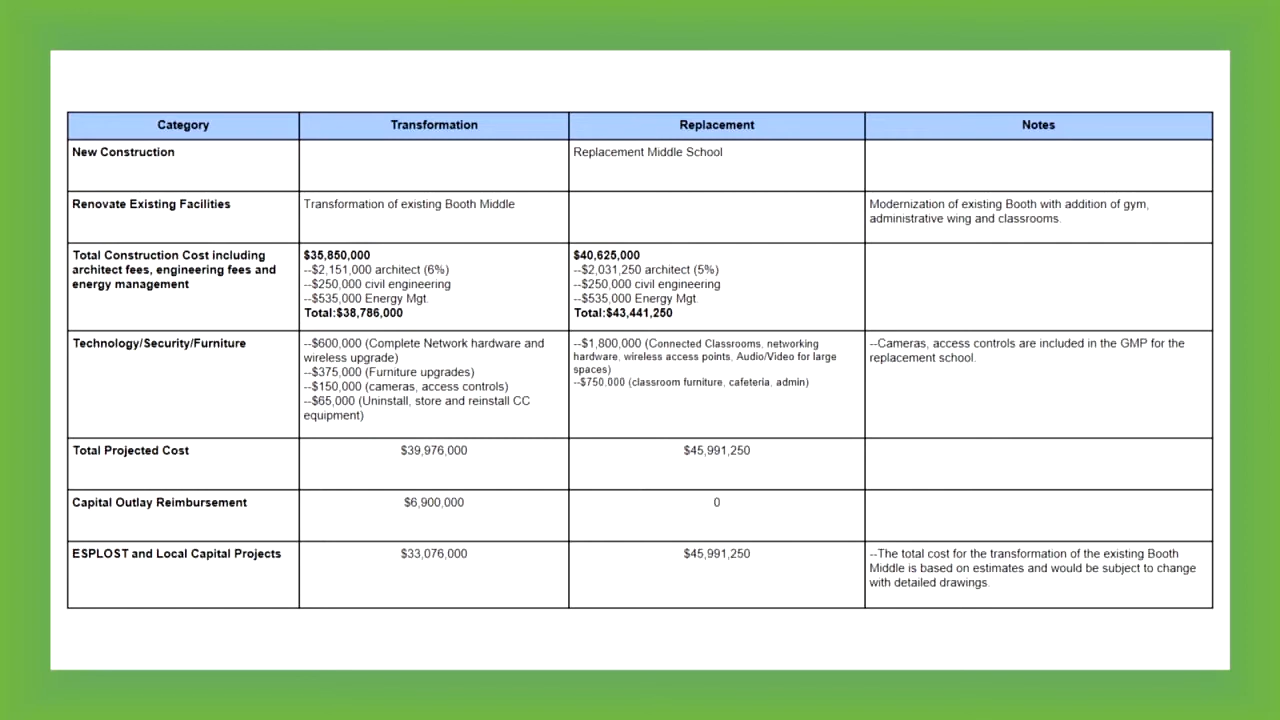 Category Transformation Replacement Notes
New Construction Replacement Middle School
Renovate Existing Facilities Transformation of existing Booth Middle Modernization of existing Booth with addition of gym,
administrative wing and classrooms.
Total Construction Cost including
architect fees, engineering fees and
energy management
$35,850,000
--$2,151,000 architect (6%)
--$250,000 civil engineering
--$535,000 Energy Mgt.
Total:$38,786,000
$40,625,000
--$2,031,250 architect (5%)
--$250,000 civil engineering
--$535,000 Energy Mgt.
Total:$43,441,250
Technology/Security/Furniture
--$600,000 (Complete Network hardware and
wireless upgrade)
--$375,000 (Furniture upgrades)
--$150,000 (cameras, access controls)
--$65,000 (Uninstall, store and reinstall CC
equipment)
--$1,800,000 (Connected Classrooms, networking
hardware, wireless access points, Audio/Video for large
spaces)
--$750,000 (classroom furniture, cafeteria, admin)
--Cameras, access controls are included in the GMP for the
replacement school.
Total Projected Cost $39,976,000 $45,991,250
Capital Outlay Reimbursement $6,900,000 0
ESPLOST and Local Capital Projects $33,076,000 $45,991,250 --The total cost for the transformation of the existing Booth
Middle is based on estimates and would be subject to change
with detailed drawings.